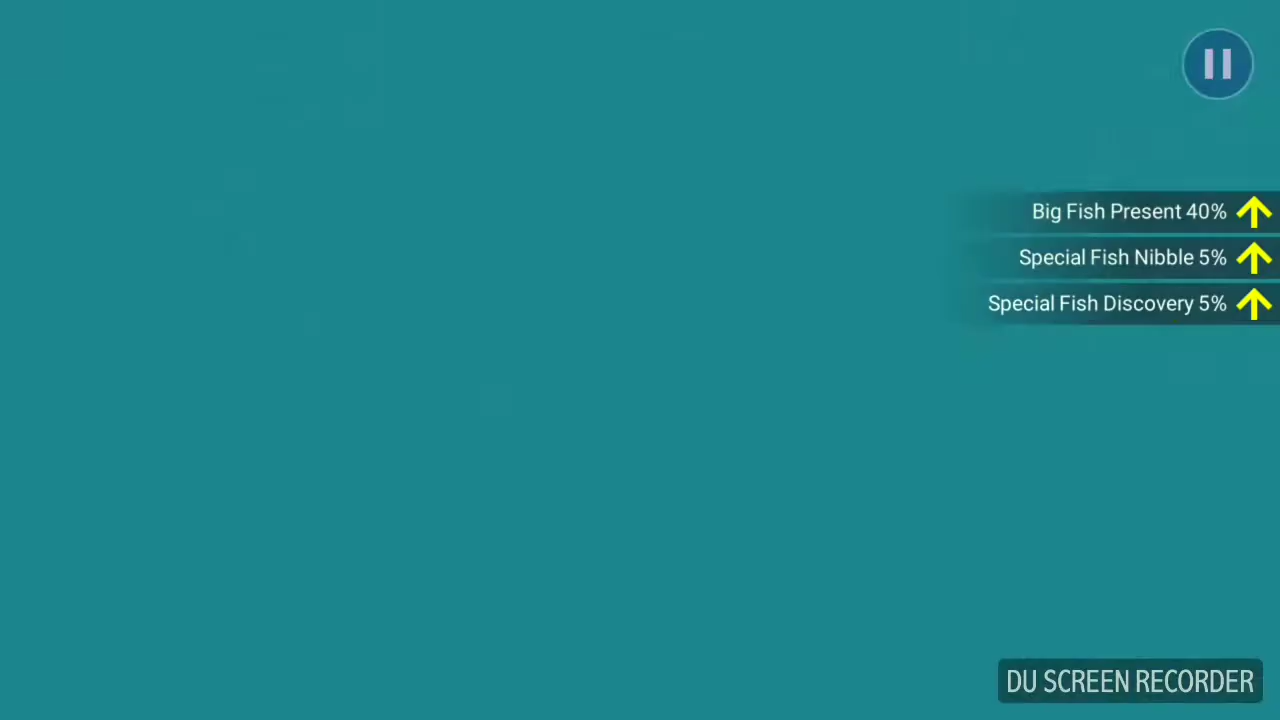 Big Fish Present 40%
Special Fish Nibble 5%
Special Fish Discovery 5%
DU SCREEN RECORDER